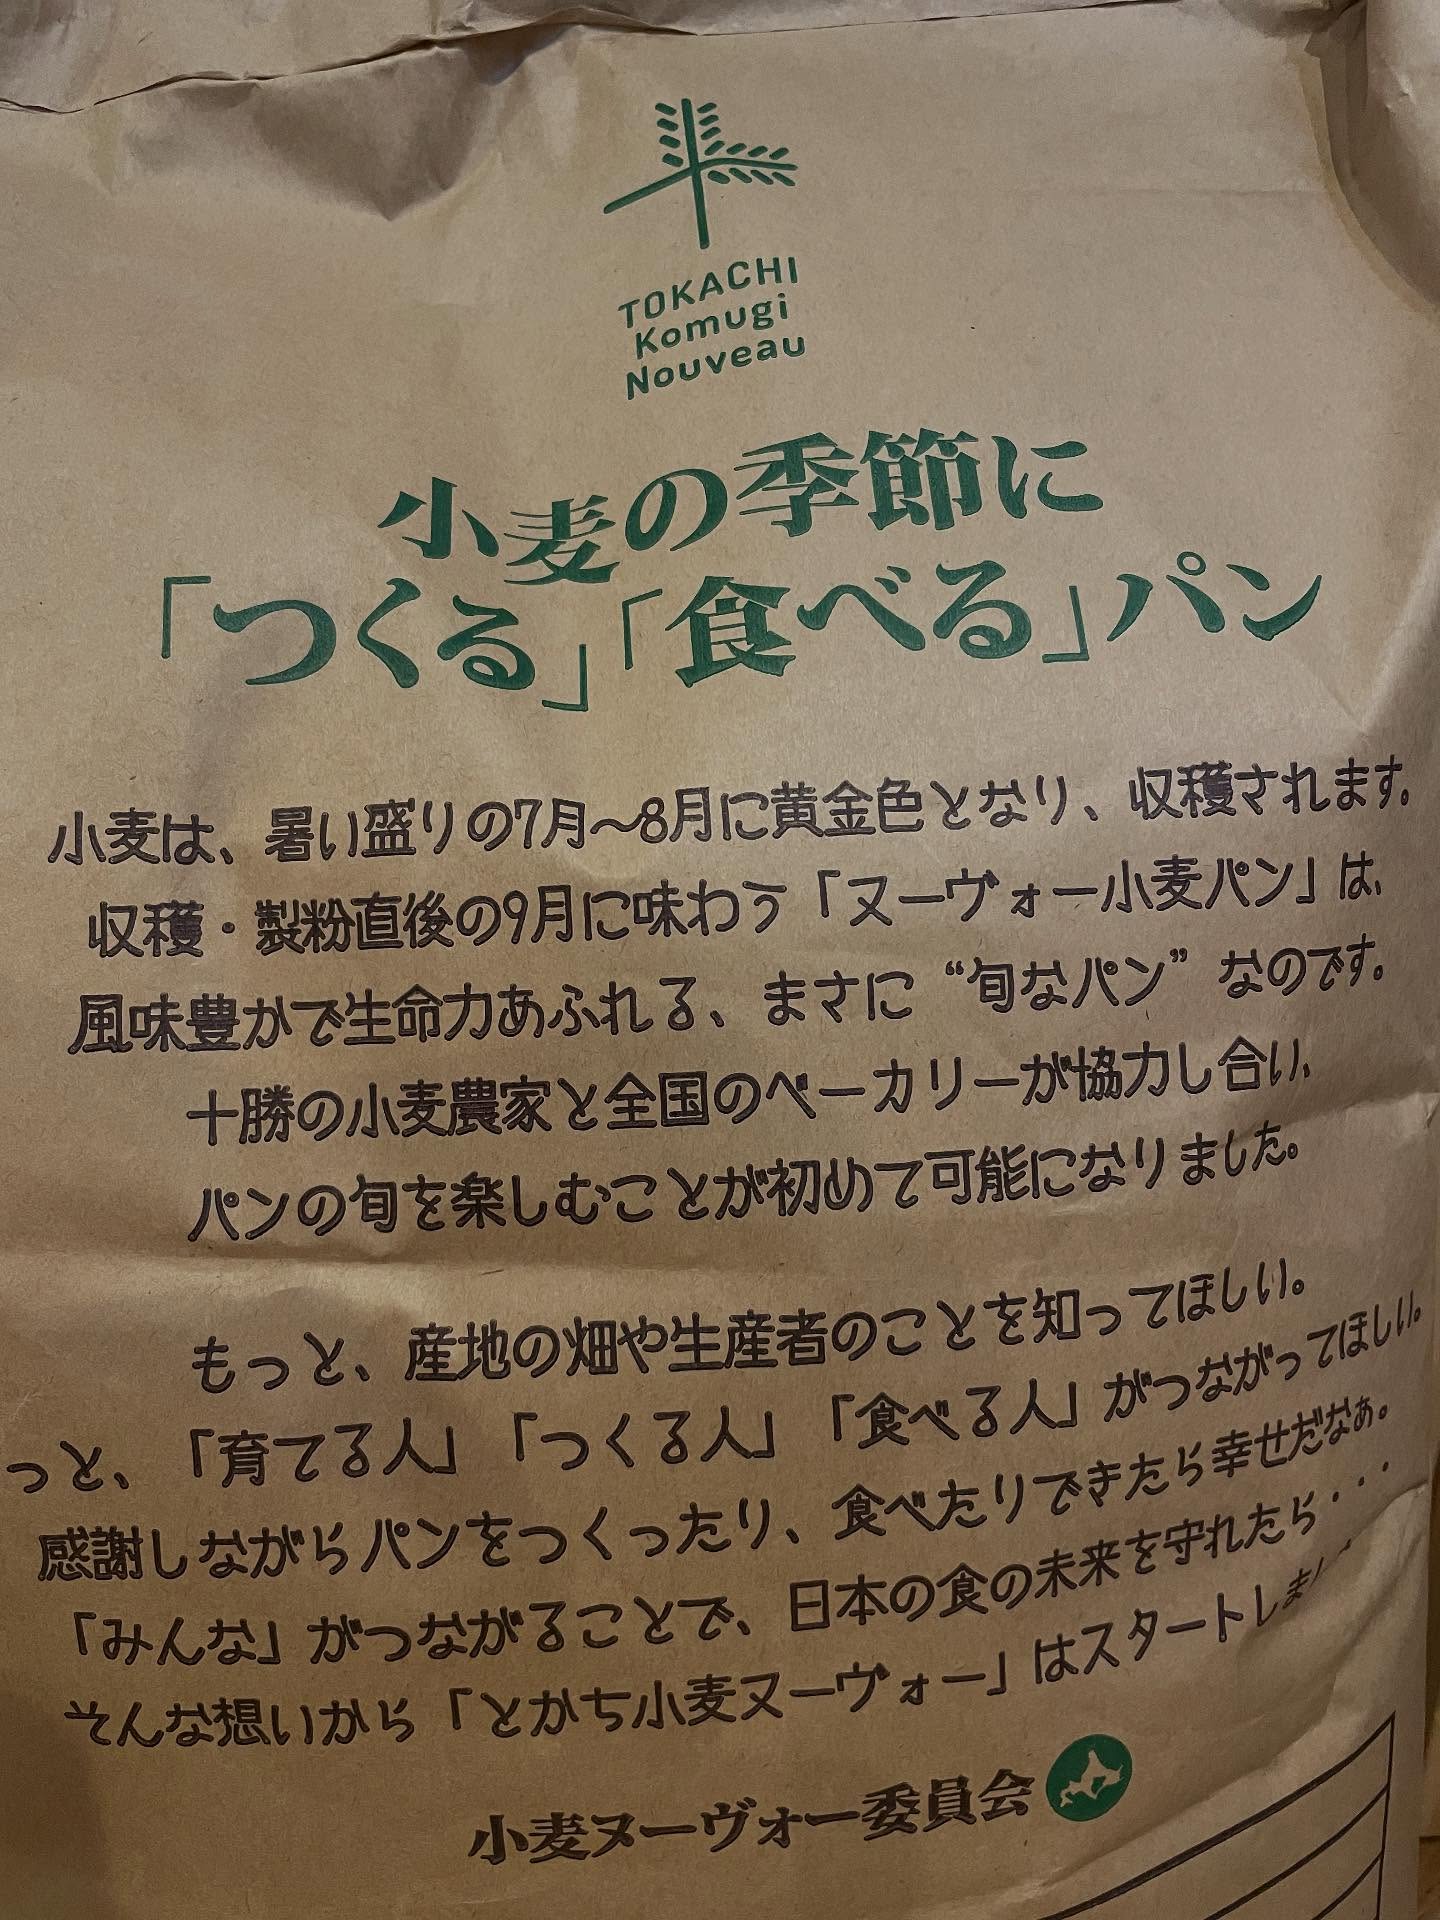 TOKACHI
Komugi
Nouveau
小麦の季節に
「つくる」「食べる」パン
小麦は、暑い盛りの7月〜8月に黄金色となり、収穫されます。
収穫・製粉直後の9月に味わう「ヌーヴォー小麦パン」は、
風味豊かで生命力あふれる、まさに“旬なパン”なのです。
十勝の小麦農家と全国のベーカリーが協力し合い、
パンの旬を楽しむことが初めて可能になりました。
もっと、産地の畑や生産者のことを知ってほしい。
っと、「育てる人」「つくる人」「食べる人」がつながってほしい。
感謝しながらパンをつくったり、食べたりできたら幸せだなぁ。
「みんな」がつながることで、日本の食の未来を守れたら・・・
そんな想いから「とかち小麦ヌーヴォー」はスタートしまし
小麦ヌーヴォー委員会